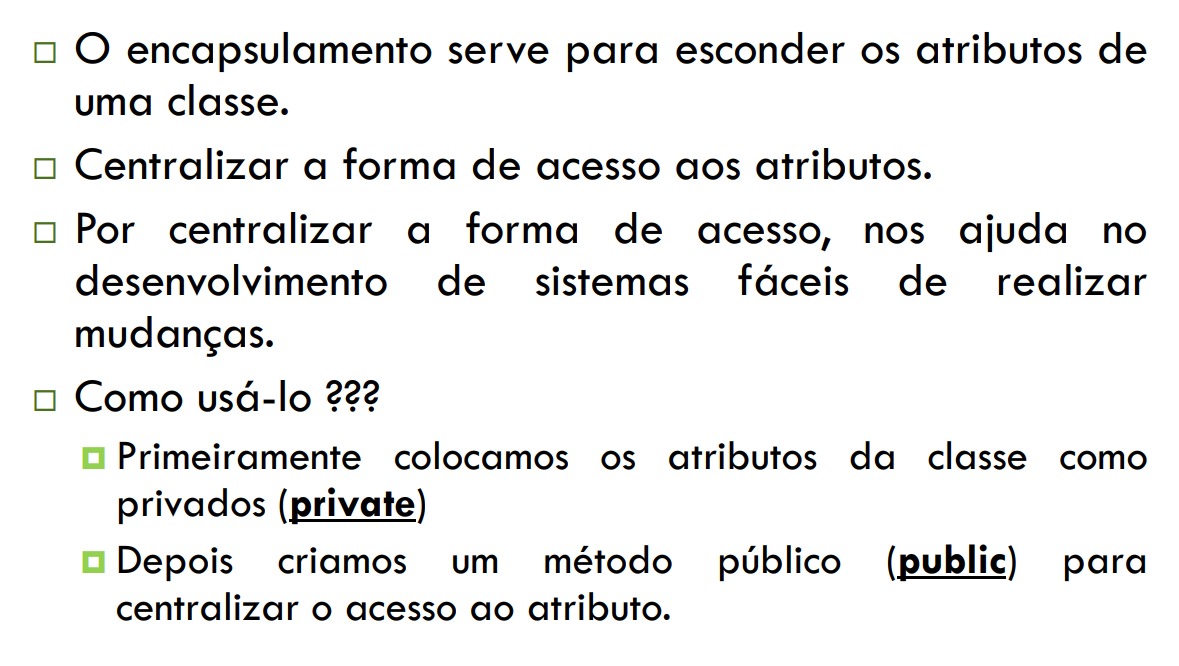 O encapsulamento serve para esconder os atributos de
uma classe.
Centralizar a forma de acesso aos atributos.
Por centralizar a forma de acesso, nos ajuda no
desenvolvimento de sistemas fáceis de realizar
mudanças.
Como usá-lo ???
Primeiramente colocamos os atributos da classe como
privados (private)
Depois criamos um método público (public) para
centralizar o acesso ao atributo.